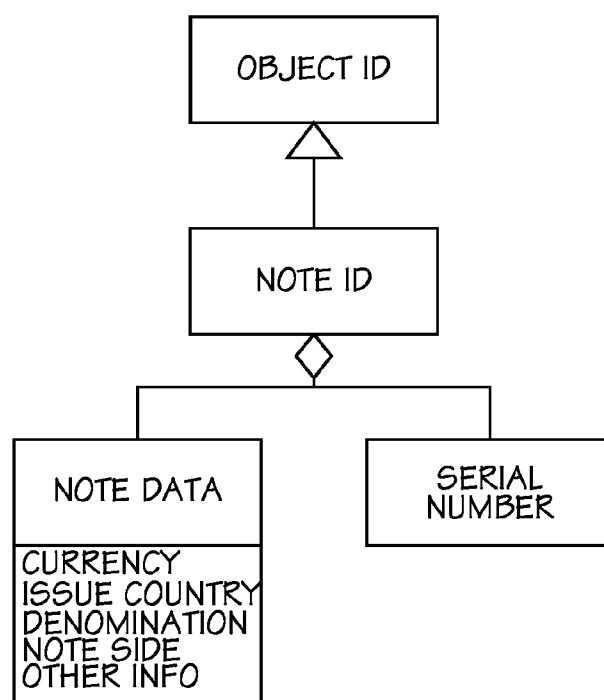 OBJECT ID
NOTE ID
NOTE DATA
CURRENCY
ISSUE COUNTRY
DENOMINATION
NOTE SIDE
OTHER INFO
SERIAL
NUMBER